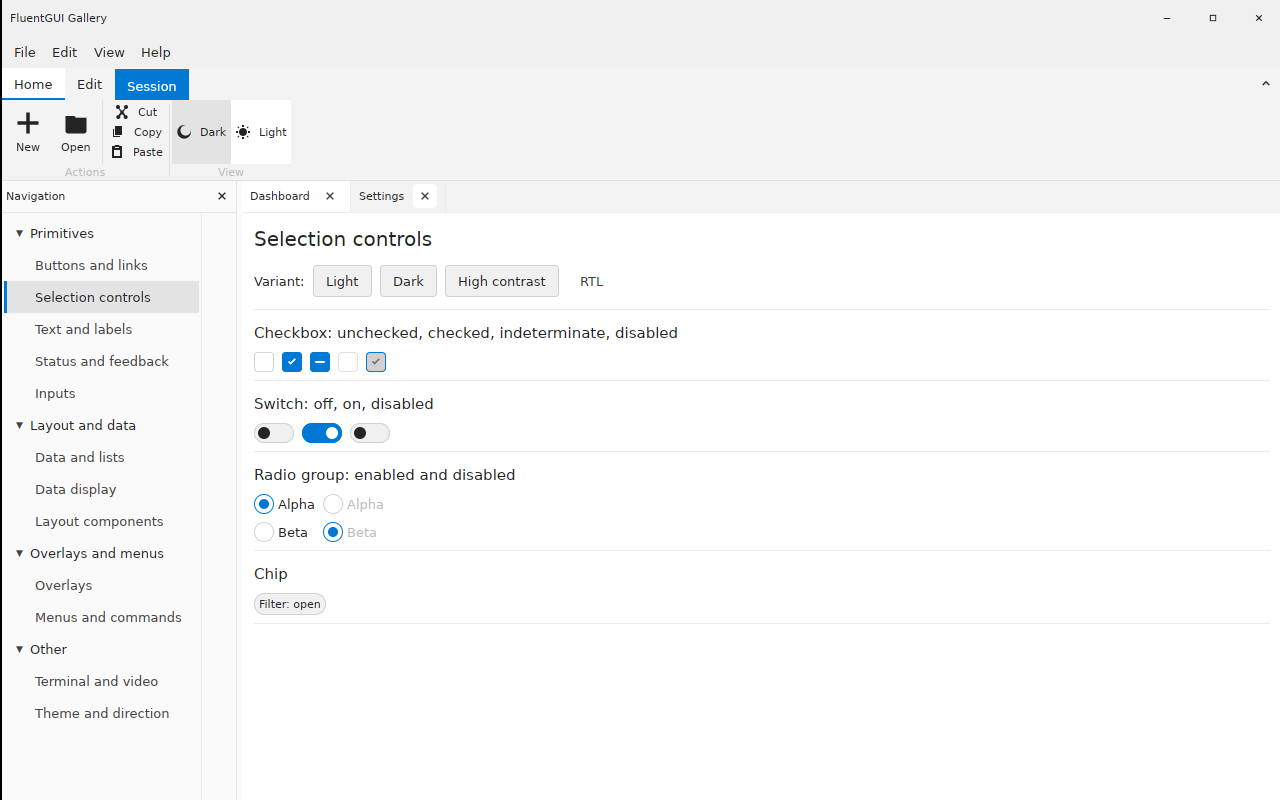 FluentGUI Gallery
File Edit View Help
Home Edit Session
New Open Cut Copy Paste Dark Light
Actions View
Navigation
Dashboard Settings
Primitives
Buttons and links
Selection controls
Text and labels
Status and feedback
Inputs
Layout and data
Data and lists
Data display
Layout components
Overlays and menus
Overlays
Menus and commands
Other
Terminal and video
Theme and direction
Selection controls
Variant: Light Dark High contrast RTL
Checkbox: unchecked, checked, indeterminate, disabled
Switch: off, on, disabled
Radio group: enabled and disabled
Alpha Alpha
Beta Beta
Chip
Filter: open